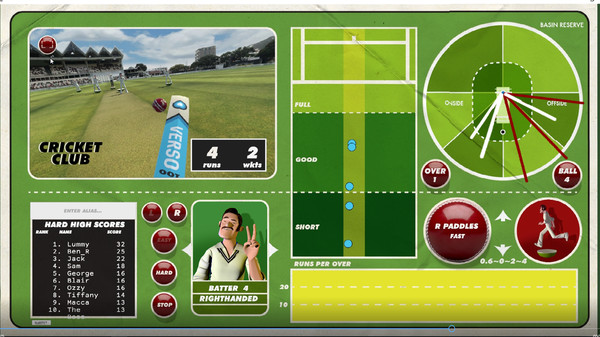 BASIN RESERVE
VERSO
CRICKET
CLUB
4
runs
2
wkts
FULL
GOOD
SHORT
OFFSIDE
OVER
1
BALL
4
ENTER ALIAS...
HARD HIGH SCORES
RANK NAME SCORE
1. Lummy 32
2. Ren_R 25
3. Jack 22
4. Sam 18
5. George 16
6. Blair 16
7. Ozzy 16
8. Tiffany 14
9. Macca 13
10. The 13
L
R
EASY
HARD
STOP
BATTER 4
RIGHTHANDED
R PADDLES
FAST
0.6~0~2~4
RUNS PER OVER
20
10